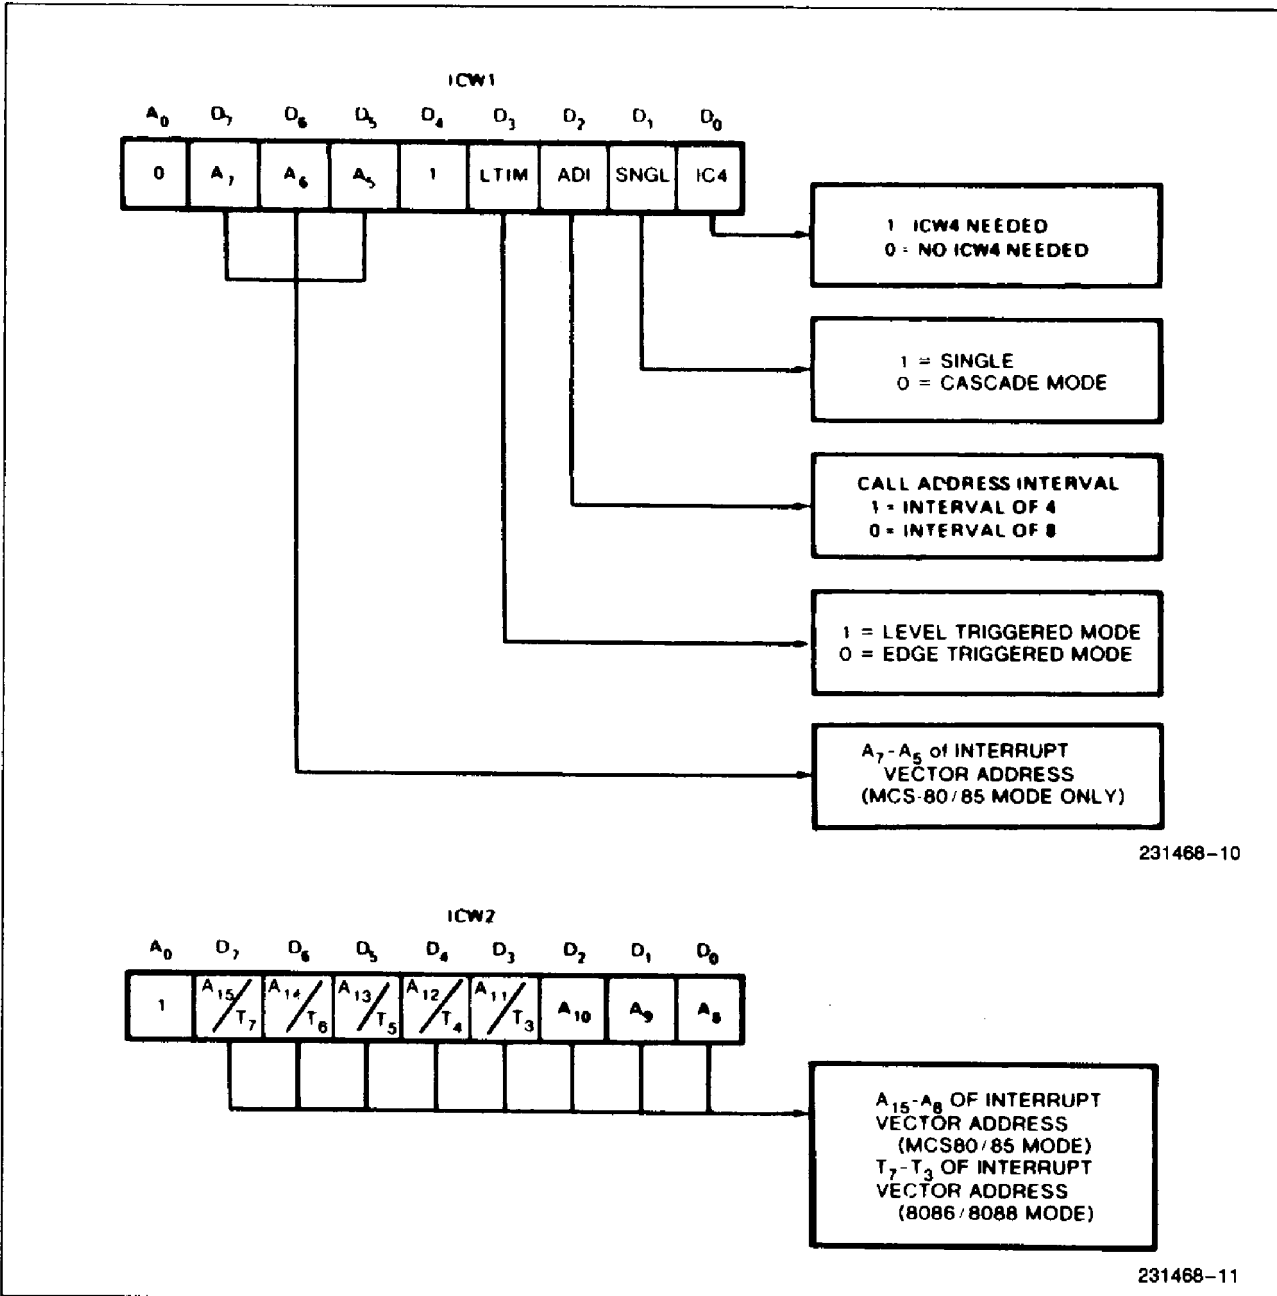 ICW1
A0 D7 D6 D5 D4 D3 D2 D1 D0
0 A7 A6 A5 1 LTIM ADI SNGL IC4
1 ICW4 NEEDED
0 = NO ICW4 NEEDED
1 = SINGLE
0 = CASCADE MODE
CALL ADDRESS INTERVAL
1 = INTERVAL OF 4
0 = INTERVAL OF 8
1 = LEVEL TRIGGERED MODE
0 = EDGE TRIGGERED MODE
A7-A5 of INTERRUPT
VECTOR ADDRESS
(MCS-80/85 MODE ONLY)
231468-10
ICW2
A0 D7 D6 D5 D4 D3 D2 D1 D0
1 A15/T7 A14/T6 A13/T5 A12/T4 A11/T3 A10 A9 A8
A15-A8 OF INTERRUPT
VECTOR ADDRESS
(MCS80/85 MODE)
T7-T3 OF INTERRUPT
VECTOR ADDRESS
(8086/8088 MODE)
231468-11